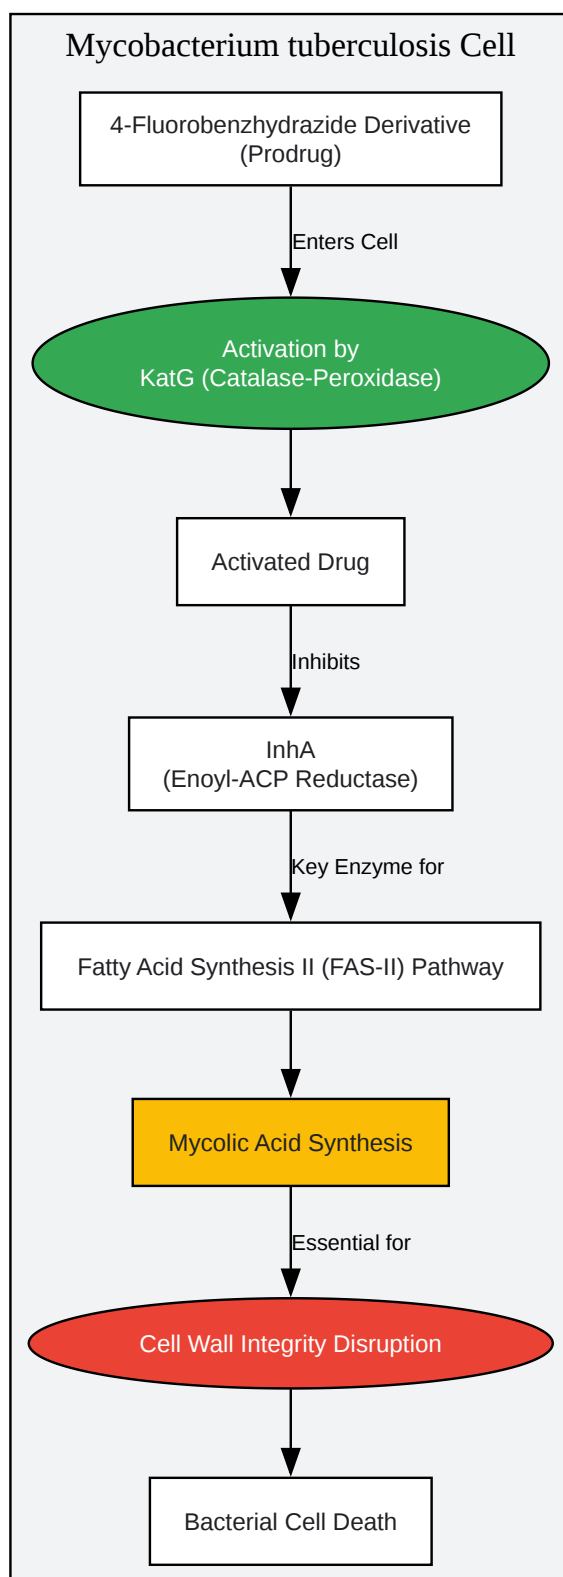 Mycobacterium tuberculosis Cell
4-Fluorobenzhydrazide Derivative
(Prodrug)
Enters Cell
Activation by
KatG (Catalase-Peroxidase)
Activated Drug
Inhibits
InhA
(Enoyl-ACP Reductase)
Key Enzyme for
Fatty Acid Synthesis II (FAS-II) Pathway
Mycolic Acid Synthesis
Essential for
Cell Wall Integrity Disruption
Bacterial Cell Death